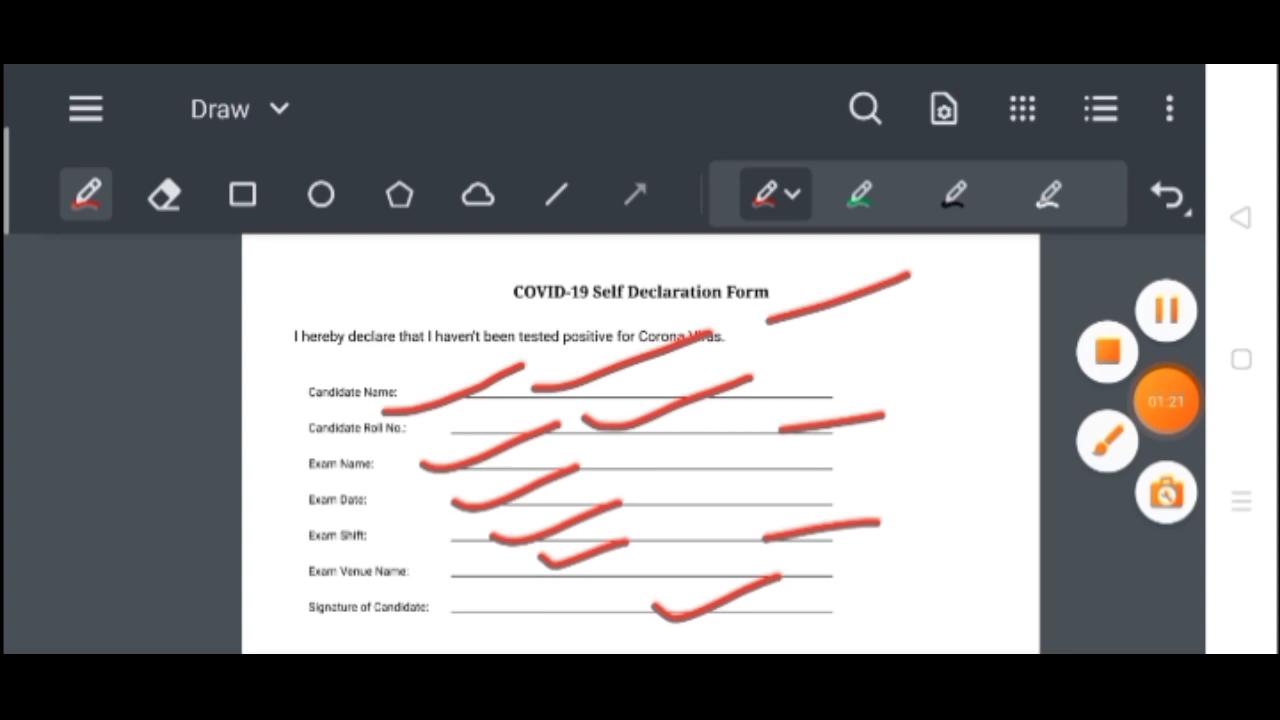 Draw
COVID-19 Self Declaration Form
I hereby declare that I haven't been tested positive for Corona Virus.
Candidate Name:
Candidate Roll No.:
Exam Name:
Exam Date:
Exam Shift:
Exam Venue Name:
Signature of Candidate:
01:21